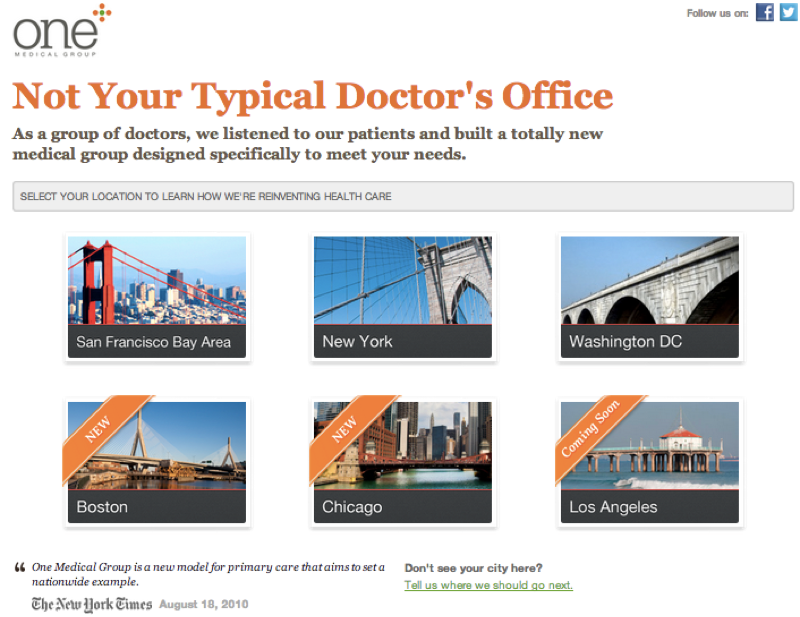 one
MEDICAL GROUP
Follow us on:
Not Your Typical Doctor's Office
As a group of doctors, we listened to our patients and built a totally new
medical group designed specifically to meet your needs.
SELECT YOUR LOCATION TO LEARN HOW WE'RE REINVENTING HEALTH CARE
San Francisco Bay Area
New York
Washington DC
NEW
Boston
NEW
Chicago
Coming Soon
Los Angeles
“ One Medical Group is a new model for primary care that aims to set a
nationwide example.
The New York Times August 18, 2010
Don't see your city here?
Tell us where we should go next.